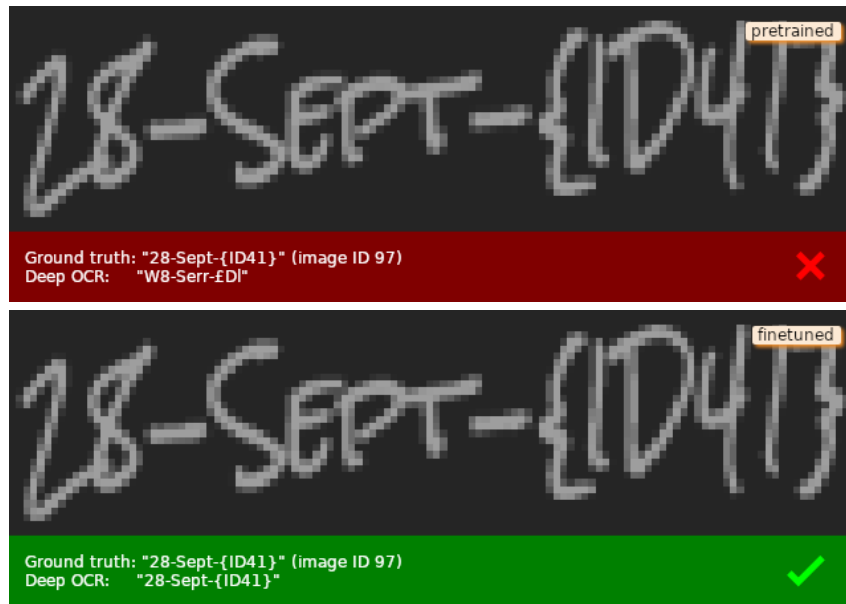 28-SEPT-{ID41}
pretrained
Ground truth: "28-Sept-{ID41}" (image ID 97)
Deep OCR: "W8-Serr-£Dl"
28-SEPT-{ID41}
finetuned
Ground truth: "28-Sept-{ID41}" (image ID 97)
Deep OCR: "28-Sept-{ID41}"